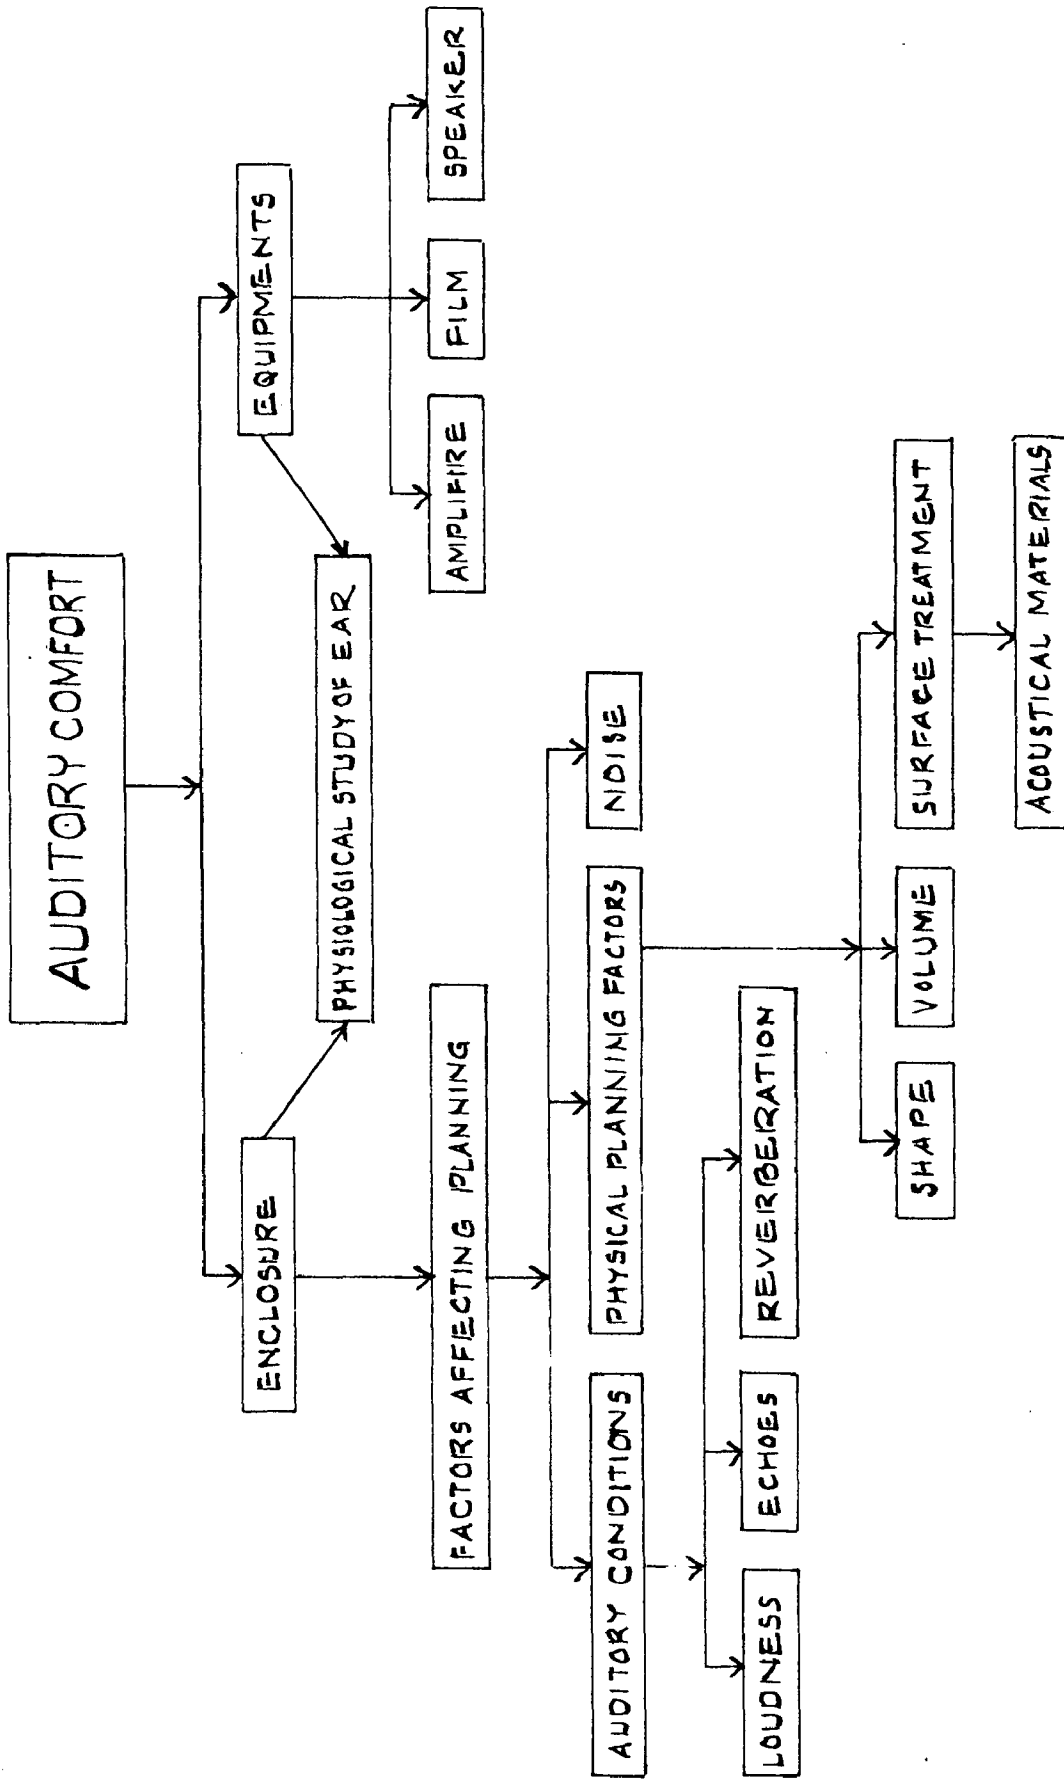 AUDITORY COMFORT
ENCLOSURE
EQUIPMENTS
PHYSIOLOGICAL STUDY OF EAR
FACTORS AFFECTING PLANNING
AMPLIFIRE
FILM
SPEAKER
AUDITORY CONDITIONS
PHYSICAL PLANNING FACTORS
NOISE
LOUDNESS
ECHOES
REVERBERATION
SHAPE
VOLUME
SURFACE TREATMENT
ACOUSTICAL MATERIALS